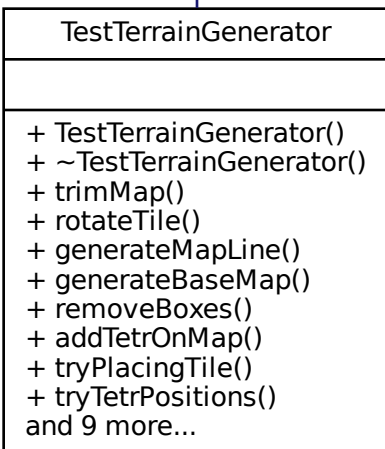 TestTerrainGenerator
+ TestTerrainGenerator()
+ ~TestTerrainGenerator()
+ trimMap()
+ rotateTile()
+ generateMapLine()
+ generateBaseMap()
+ removeBoxes()
+ addTetrOnMap()
+ tryPlacingTile()
+ tryTetrPositions()
and 9 more...